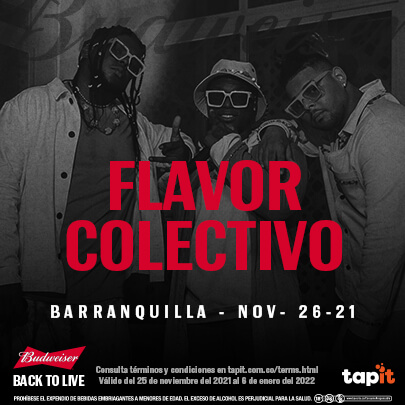 Budweiser
FLAVOR
COLECTIVO
BARRANQUILLA - NOV- 26-21
Budweiser
BACK TO LIVE
Consulta términos y condiciones en tapit.com.co/terms.html
Válido del 25 de noviembre del 2021 al 6 de enero del 2022
tapit
PROHÍBESE EL EXPENDIO DE BEBIDAS EMBRIAGANTES A MENORES DE EDAD. EL EXCESO DE ALCOHOL ES PERJUDICIAL PARA LA SALUD.